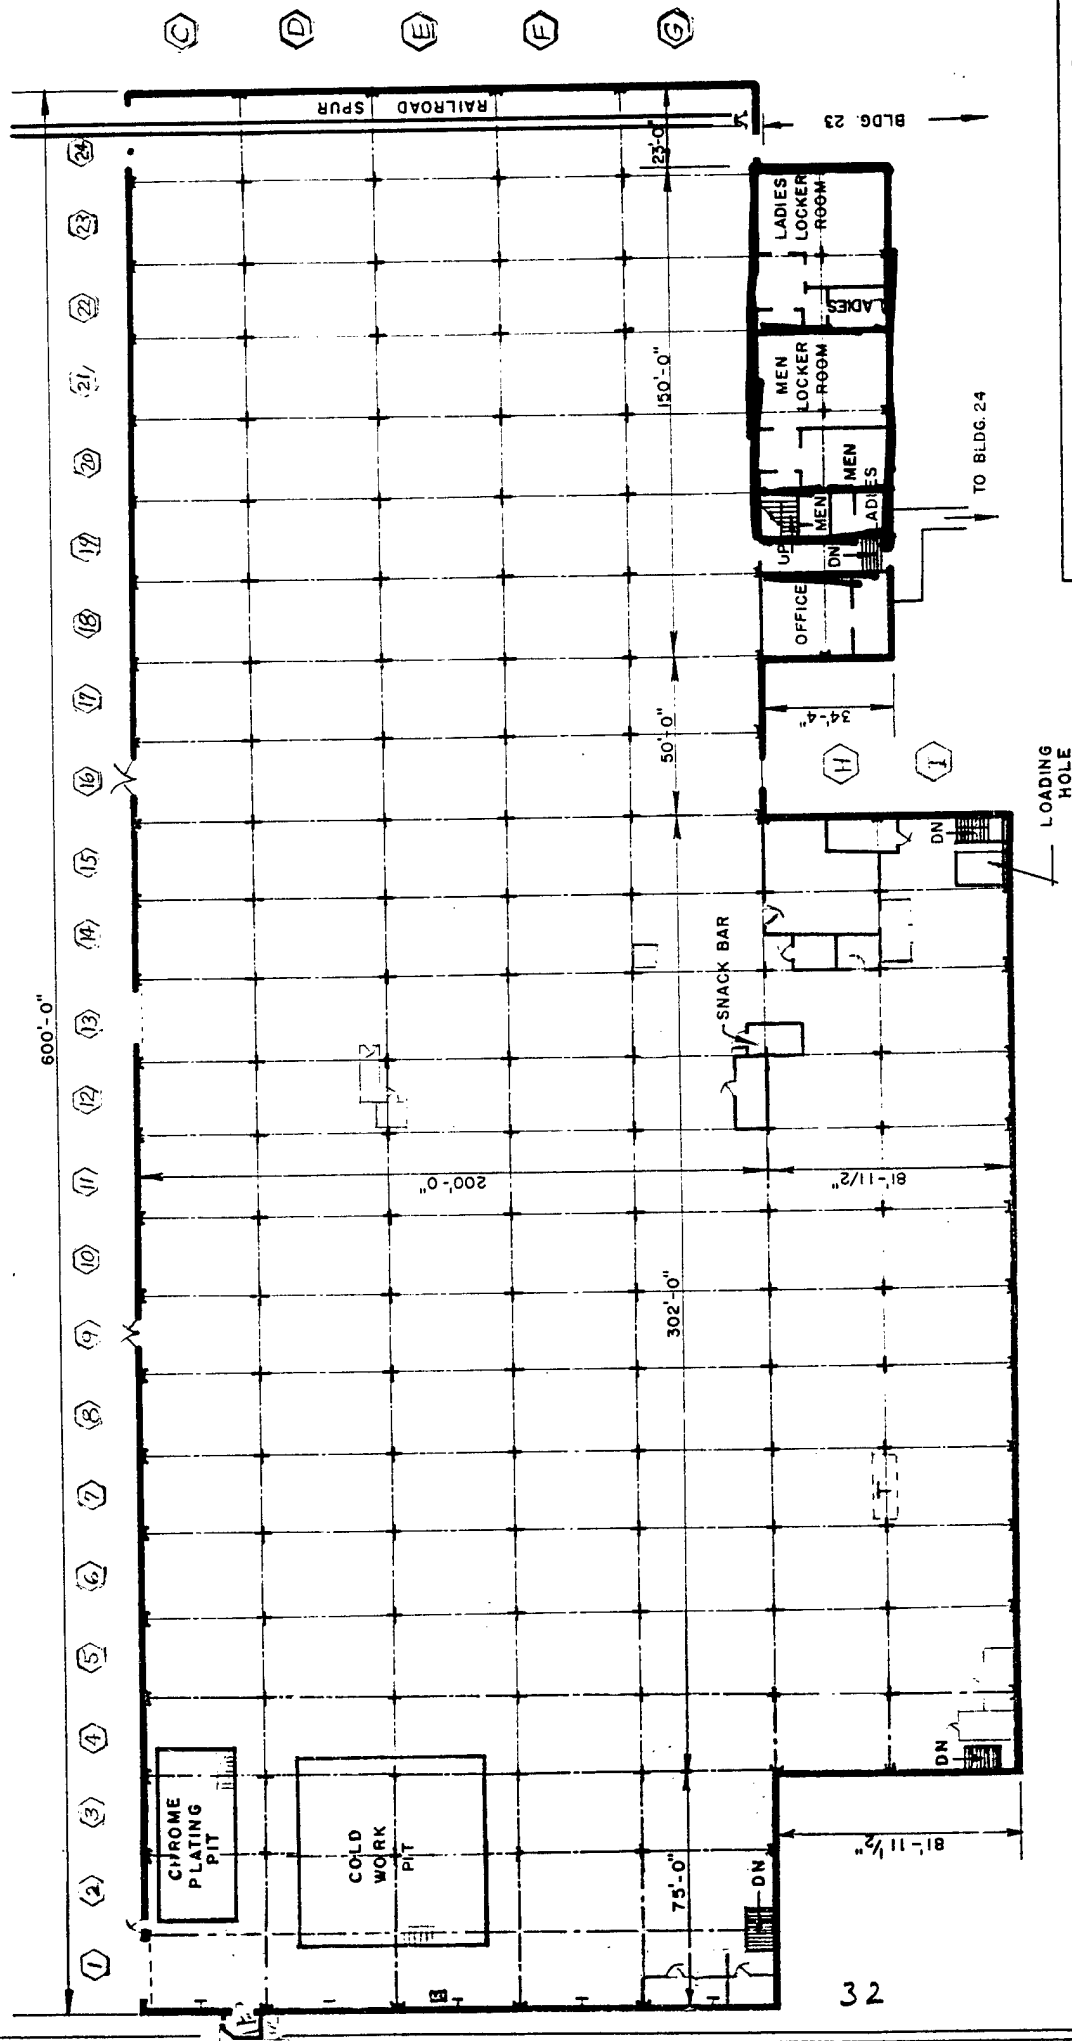 C
D
E
F
G
RAILROAD SPUR
600'-0"
24
23
22
21
20
19
18
17
16
15
14
13
12
11
10
9
8
7
6
5
4
3
2
1
23'-0"
BLDG. 23
LADIES
LOCKER
ROOM
LADIES
MEN
LOCKER
ROOM
150'-0"
MEN
MEN
ADIES
UP
DN
OFFICE
TO BLDG. 24
50'-0"
34'-4"
H
I
LOADING
HOLE
DN
SNACK BAR
200'-0"
81'-11/2"
302'-0"
CHROME
PLATING
PIT
COLD
WORK
PIT
DN
81'-11 1/2"
75'-0"
DN
32